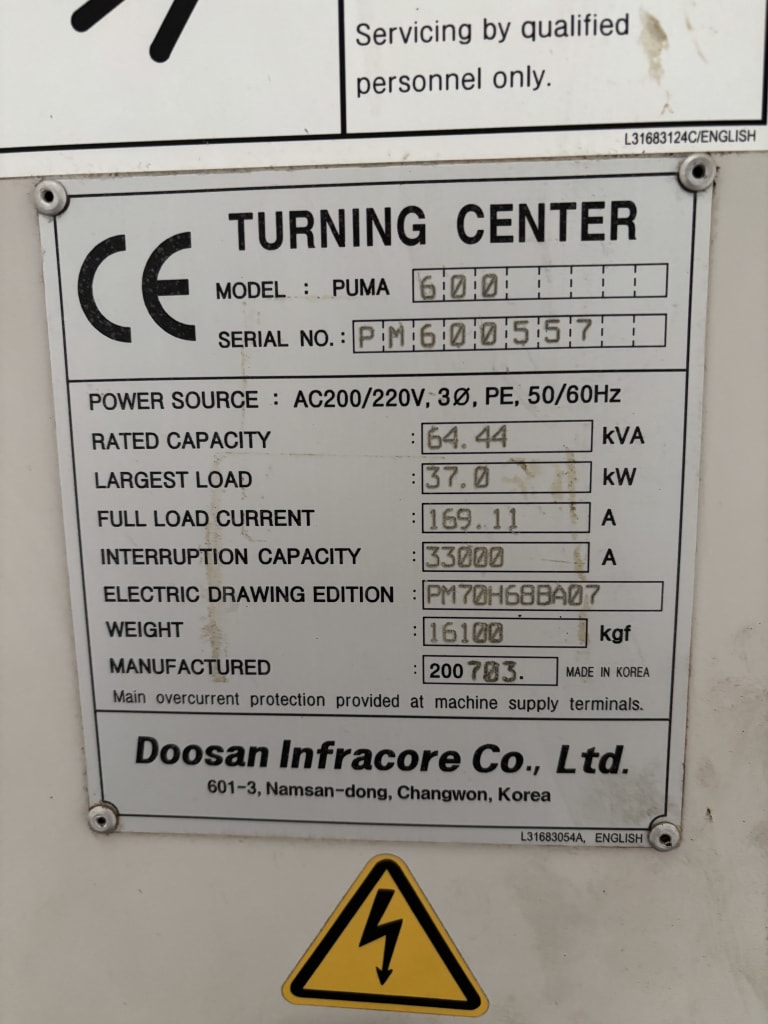 Servicing by qualified
personnel only.
L31683124C/ENGLISH
CE TURNING CENTER
MODEL : PUMA 600
SERIAL NO. : PM600557
POWER SOURCE : AC200/220V, 3Ø, PE, 50/60Hz
RATED CAPACITY : 64.44 kVA
LARGEST LOAD : 37.0 kW
FULL LOAD CURRENT : 169.11 A
INTERRUPTION CAPACITY : 33000 A
ELECTRIC DRAWING EDITION : PM70H68BA07
WEIGHT : 16100 kgf
MANUFACTURED : 200703. MADE IN KOREA
Main overcurrent protection provided at machine supply terminals.
Doosan Infracore Co., Ltd.
601-3, Namsan-dong, Changwon, Korea
L31683054A, ENGLISH